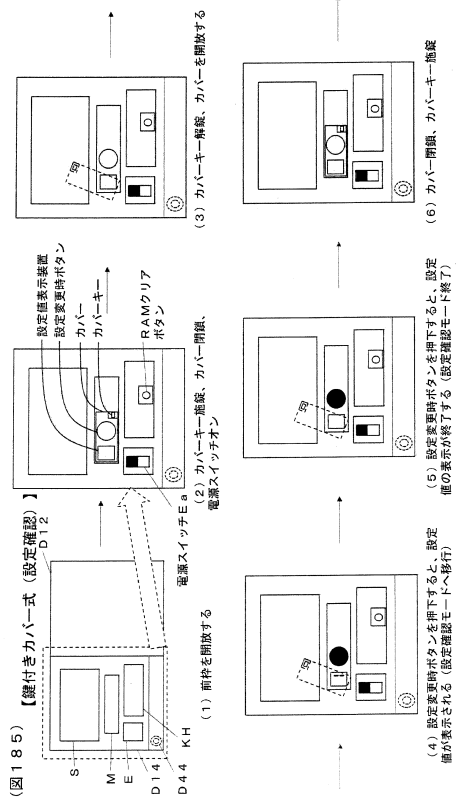 (図185)
【鍵付きカバー式（設定確認）】
D12
S
M
E
D14
D44
KH
(1) 前枠を開放する
設定値表示装置
設定変更時ボタン
カバー
カバーキー
RAMクリア
ボタン
電源スイッチEa
(2) カバーキー施錠、カバー閉鎖、
電源スイッチオン
(3) カバーキー解錠、カバーを開放する
(4) 設定変更時ボタンを押下すると、設定
値が表示される（設定確認モードへ移行）
(5) 設定変更時ボタンを押下すると、設定
値の表示が終了する（設定確認モード終了）
(6) カバー閉鎖、カバーキー施錠